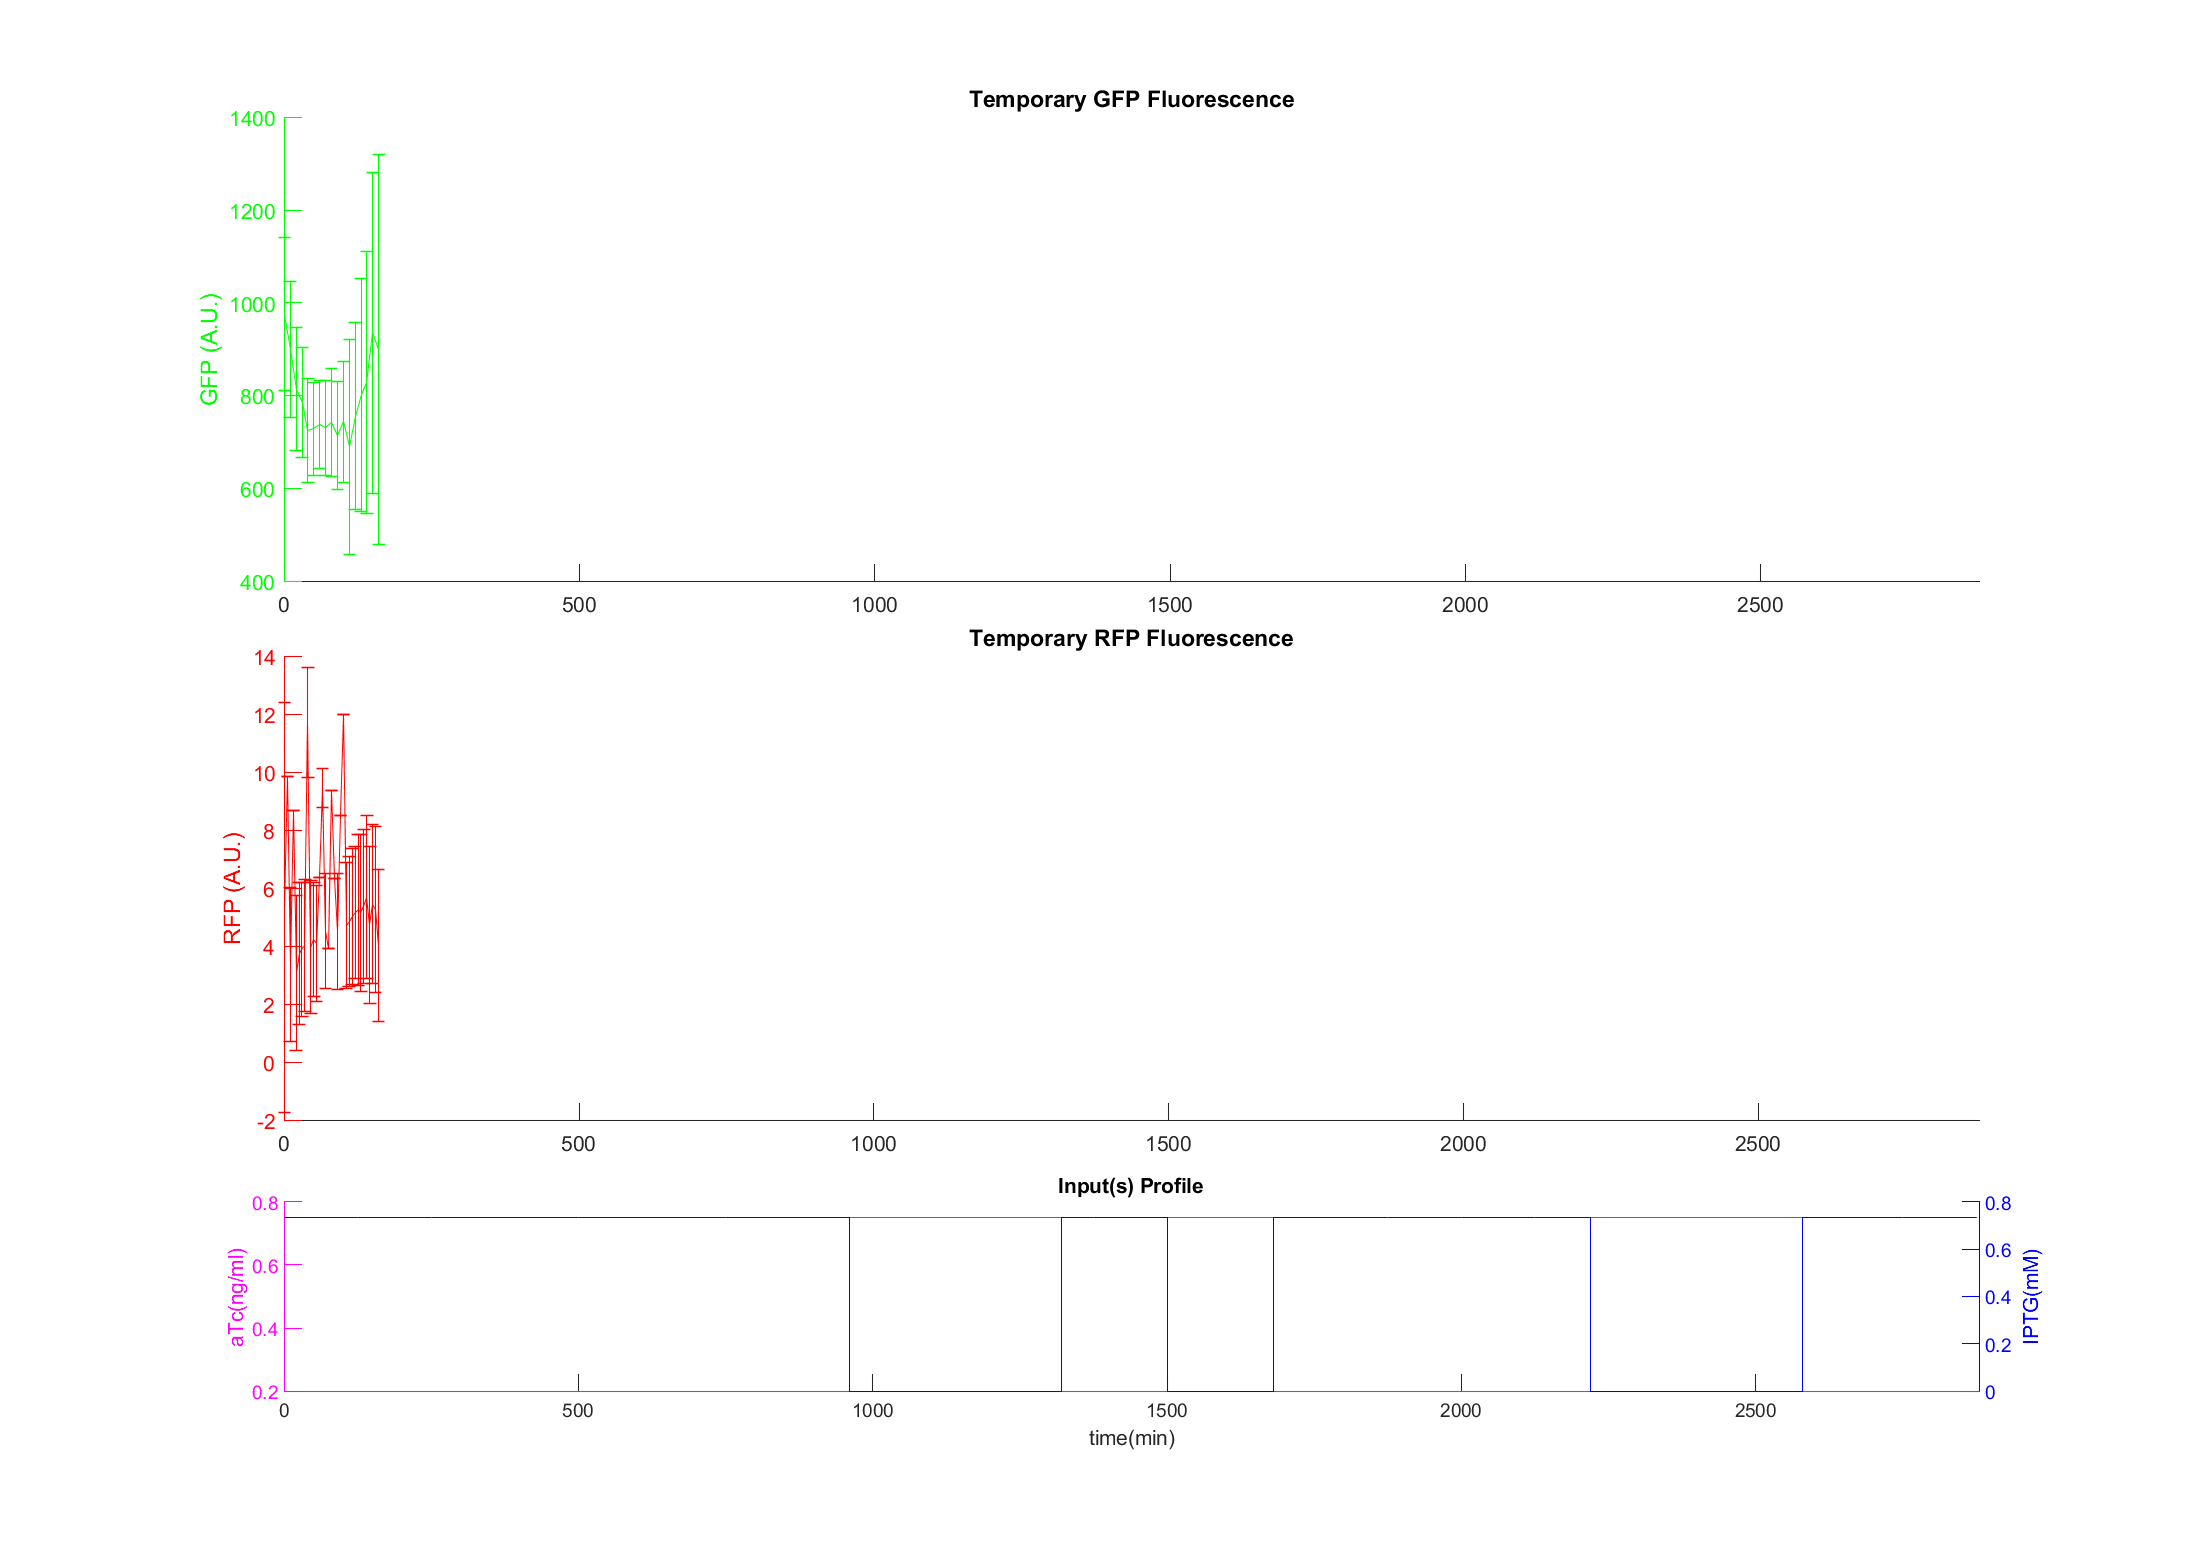 Temporary GFP Fluorescence
1400
1200
1000
800
600
400
GFP (A.U.)
0 500 1000 1500 2000 2500
Temporary RFP Fluorescence
14
12
10
8
6
4
2
0
-2
RFP (A.U.)
0 500 1000 1500 2000 2500
Input(s) Profile
0.8
0.6
0.4
0.2
aTc(ng/ml)
0.8
0.6
0.4
0.2
0
IPTG(mM)
0 500 1000 1500 2000 2500
time(min)